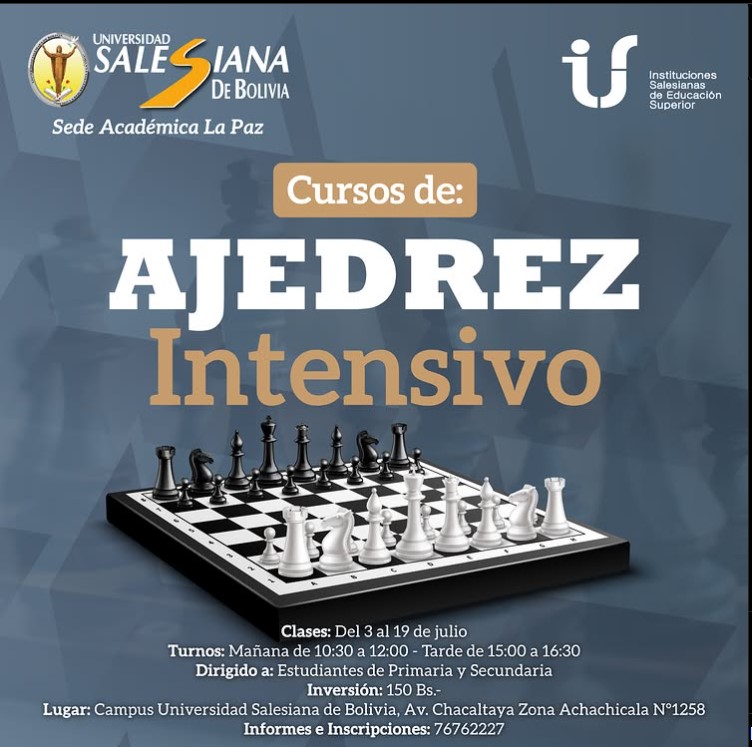 UNIVERSIDAD
SALESIANA
DE BOLIVIA
Sede Académica La Paz
Instituciones
Salesianas
de Educación
Superior
Cursos de:
AJEDREZ
Intensivo
Clases: Del 3 al 19 de julio
Turnos: Mañana de 10:30 a 12:00 - Tarde de 15:00 a 16:30
Dirigido a: Estudiantes de Primaria y Secundaria
Inversión: 150 Bs.-
Lugar: Campus Universidad Salesiana de Bolivia, Av. Chacaltaya Zona Achachicala N°1258
Informes e Inscripciones: 76762227